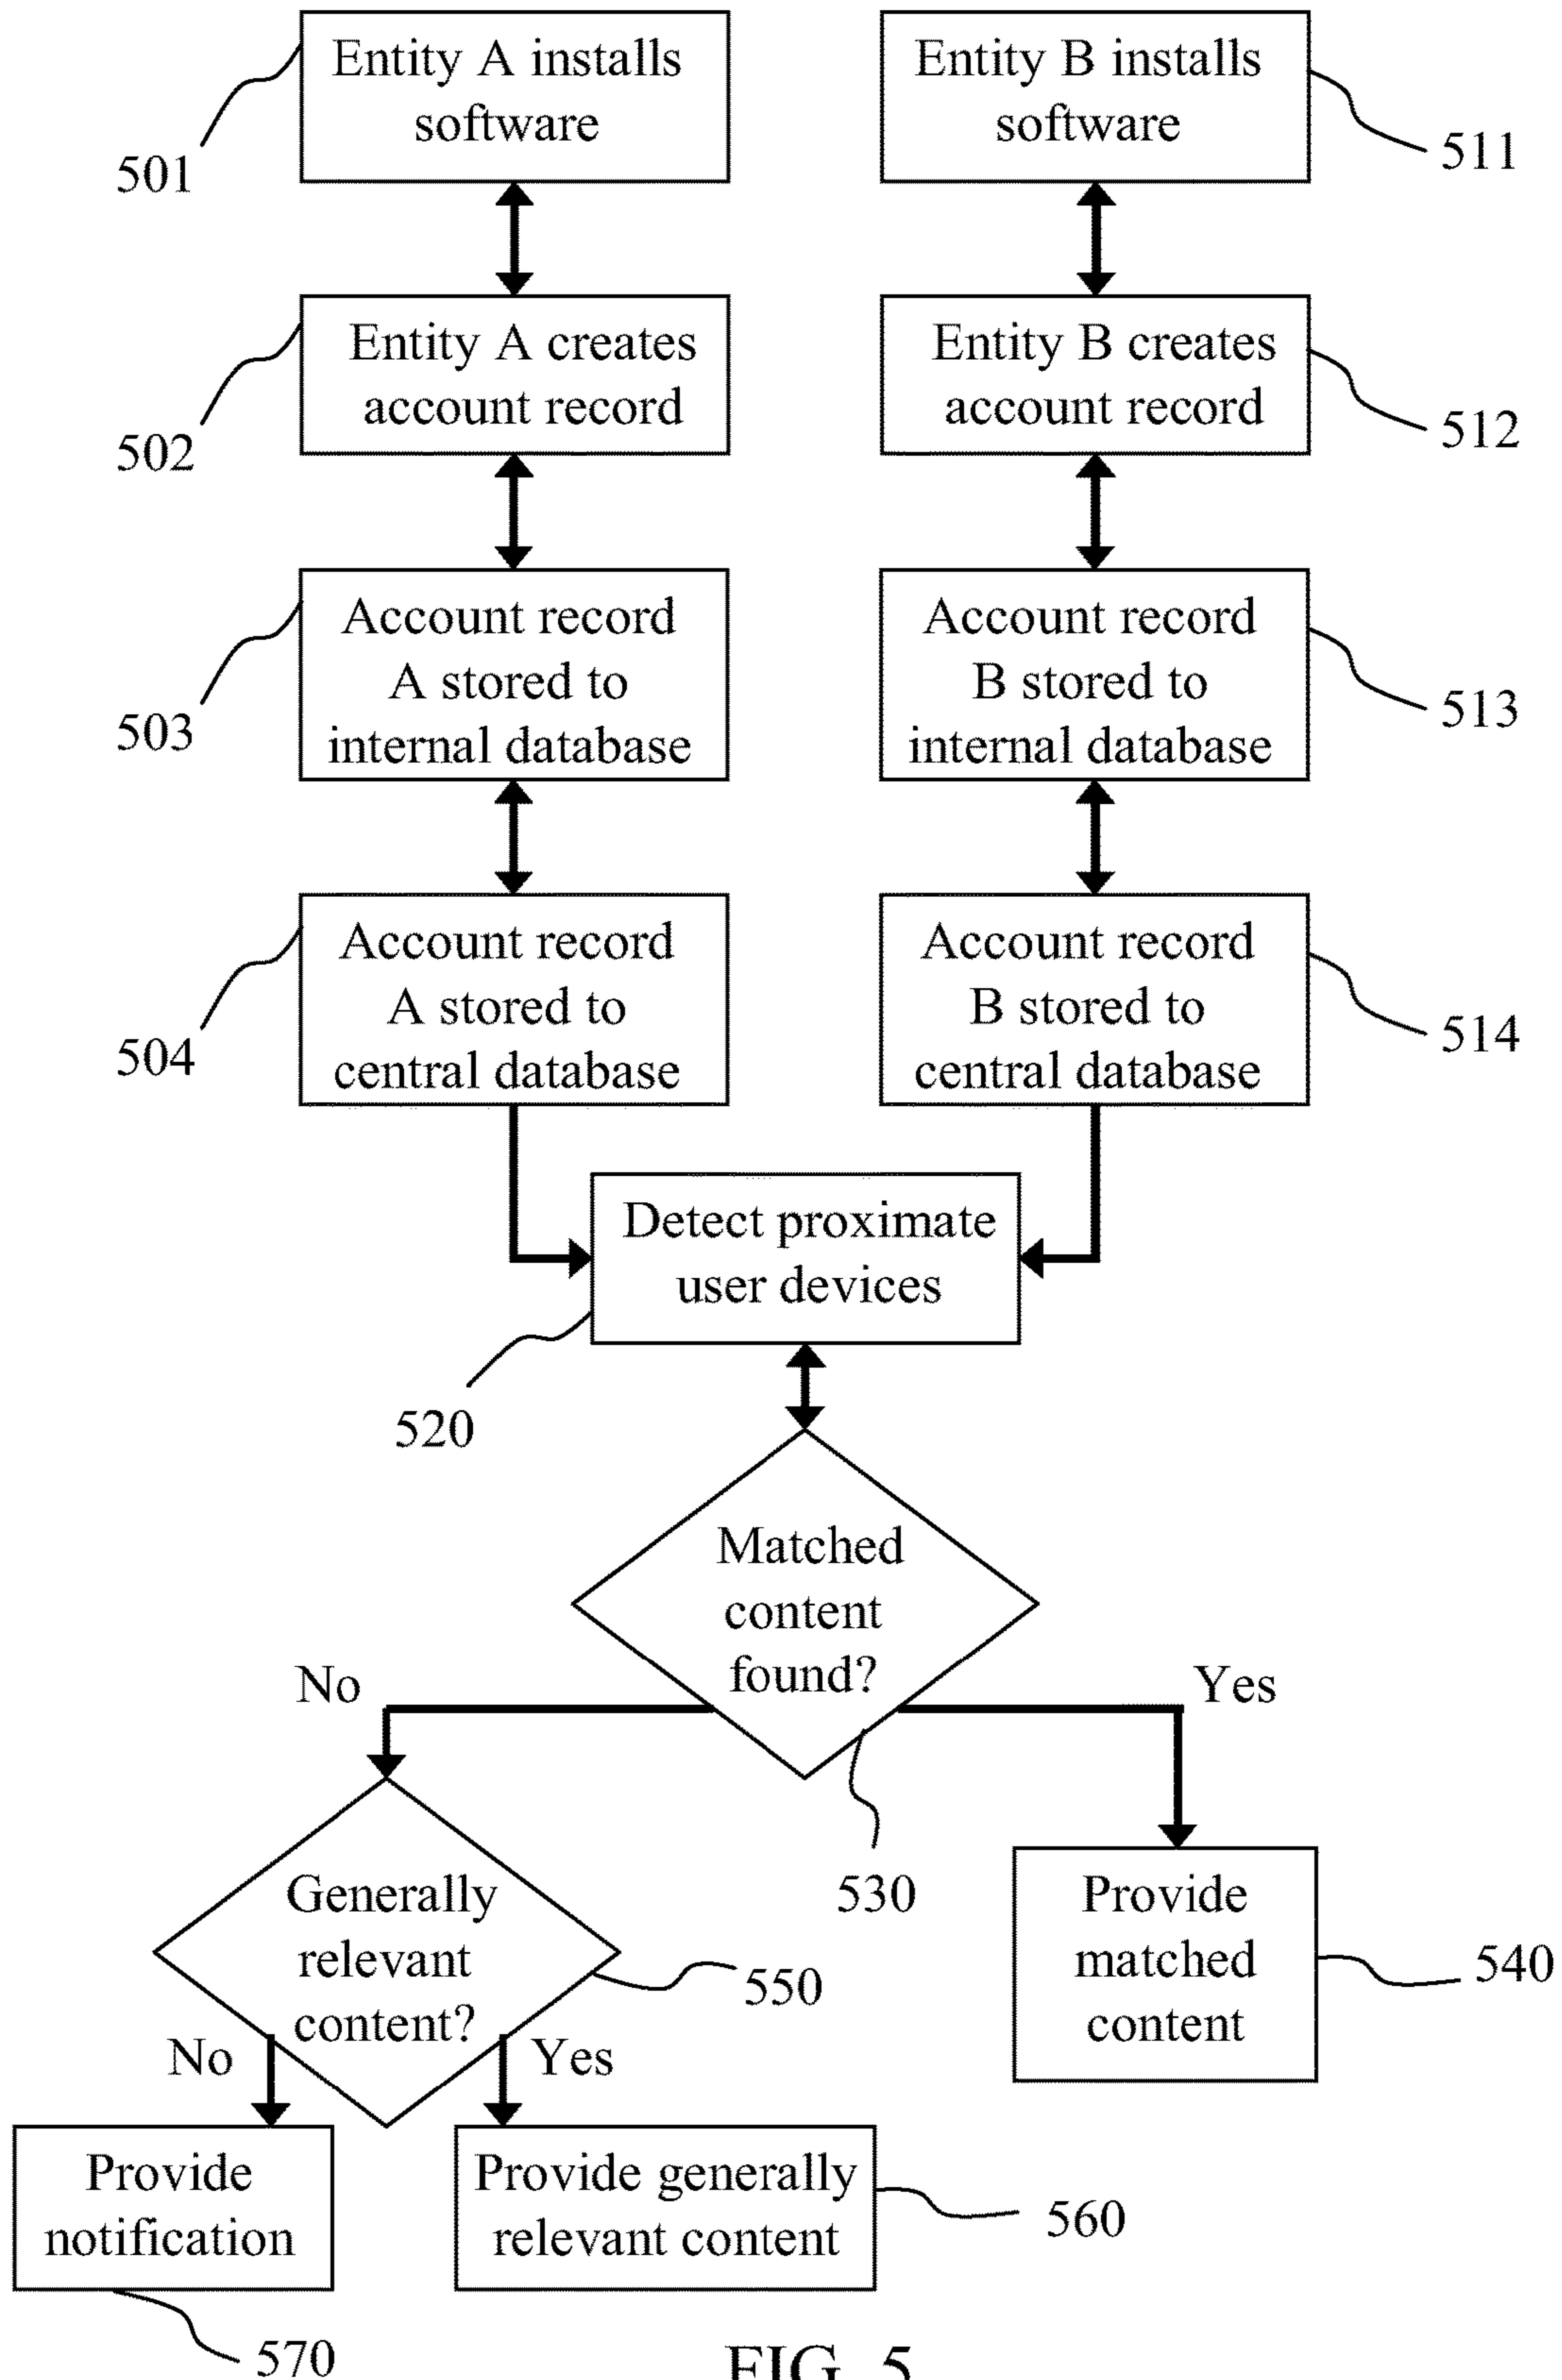 Entity A installs
software
501
Entity B installs
software
511
Entity A creates
account record
502
Entity B creates
account record
512
Account record
A stored to
internal database
503
Account record
B stored to
internal database
513
Account record
A stored to
central database
504
Account record
B stored to
central database
514
Detect proximate
user devices
520
Matched
content
found?
No
Yes
530
Generally
relevant
content?
550
Provide
matched
content
540
No
Yes
Provide
notification
Provide generally
relevant content
560
570
FIG. 5